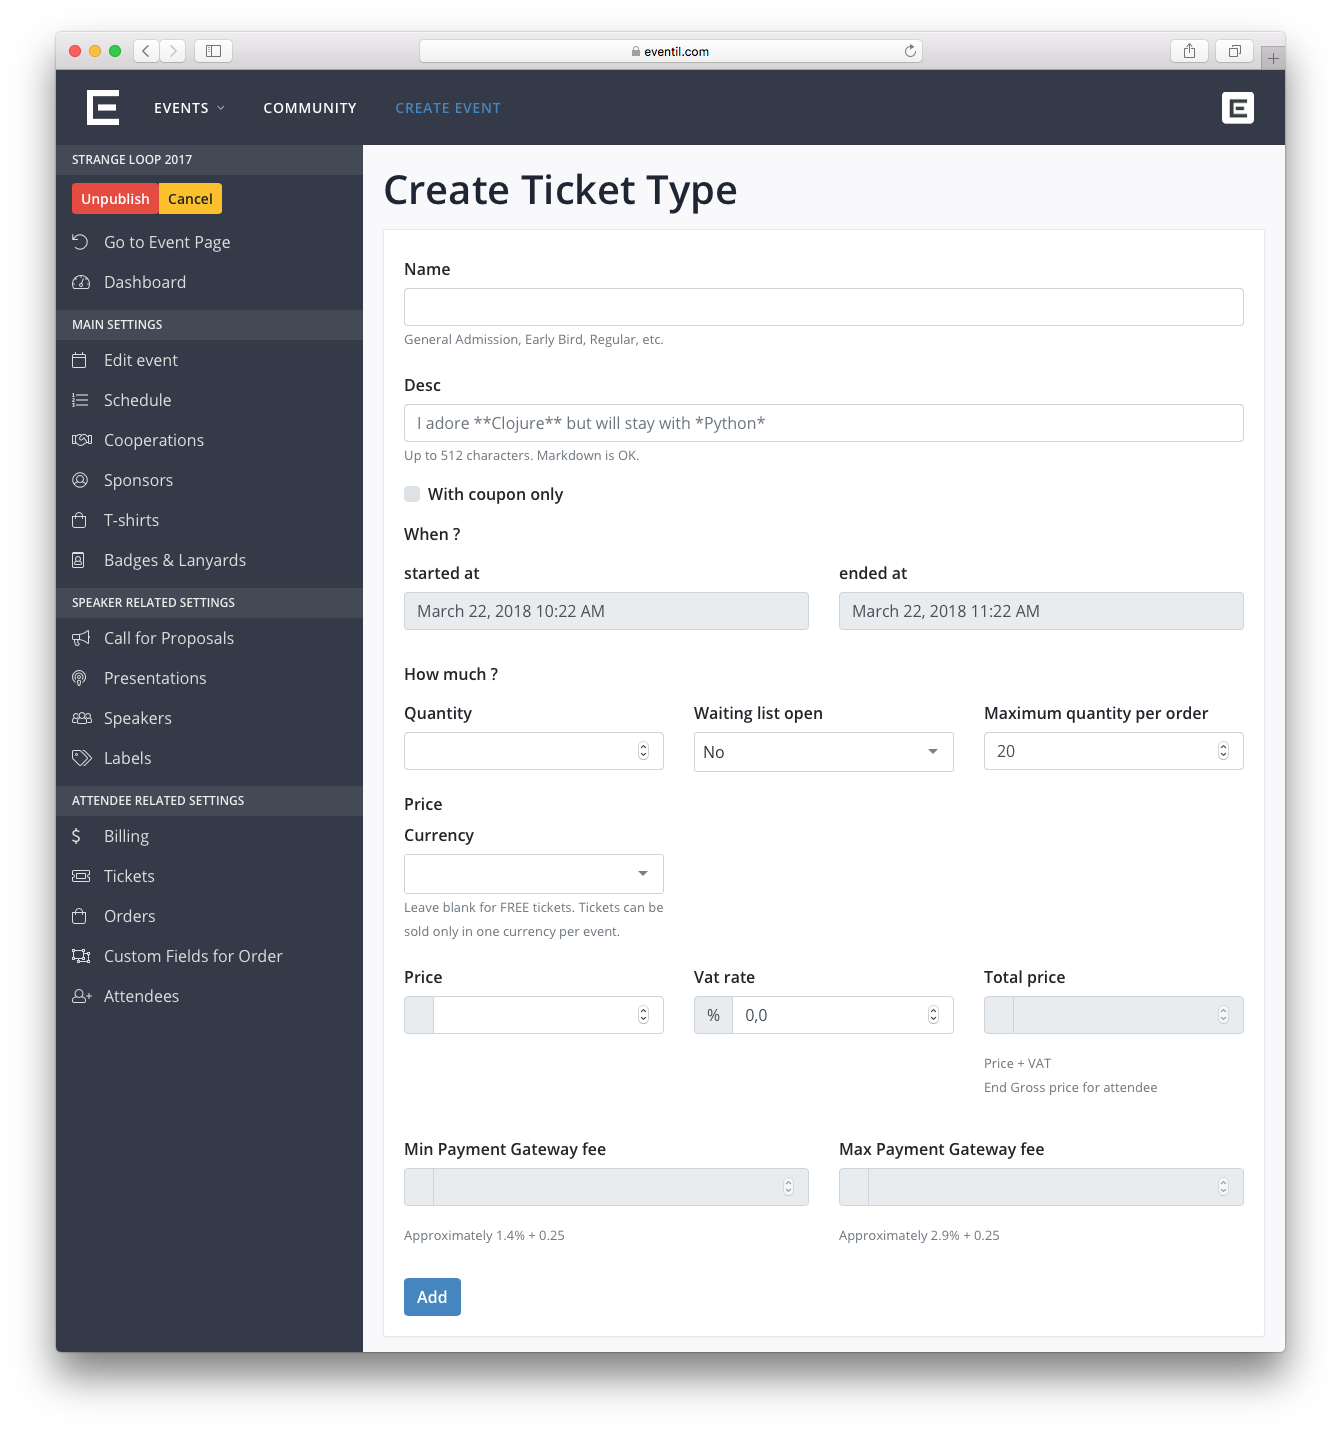 eventil.com
EVENTS
COMMUNITY
CREATE EVENT
STRANGE LOOP 2017
Unpublish
Cancel
Go to Event Page
Dashboard
MAIN SETTINGS
Edit event
Schedule
Cooperations
Sponsors
T-shirts
Badges & Lanyards
SPEAKER RELATED SETTINGS
Call for Proposals
Presentations
Speakers
Labels
ATTENDEE RELATED SETTINGS
Billing
Tickets
Orders
Custom Fields for Order
Attendees
Create Ticket Type
Name
General Admission, Early Bird, Regular, etc.
Desc
I adore **Clojure** but will stay with *Python*
Up to 512 characters. Markdown is OK.
With coupon only
When ?
started at
ended at
March 22, 2018 10:22 AM
March 22, 2018 11:22 AM
How much ?
Quantity
Waiting list open
Maximum quantity per order
No
20
Price
Currency
Leave blank for FREE tickets. Tickets can be
sold only in one currency per event.
Price
Vat rate
Total price
% 0,0
Price + VAT
End Gross price for attendee
Min Payment Gateway fee
Max Payment Gateway fee
Approximately 1.4% + 0.25
Approximately 2.9% + 0.25
Add